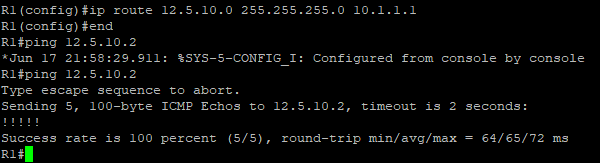 R1(config)#ip route 12.5.10.0 255.255.255.0 10.1.1.1
R1(config)#end
R1#ping 12.5.10.2
*Jun 17 21:58:29.911: %SYS-5-CONFIG_I: Configured from console by console
R1#ping 12.5.10.2
Type escape sequence to abort.
Sending 5, 100-byte ICMP Echos to 12.5.10.2, timeout is 2 seconds:
!!!!!
Success rate is 100 percent (5/5), round-trip min/avg/max = 64/65/72 ms
R1#